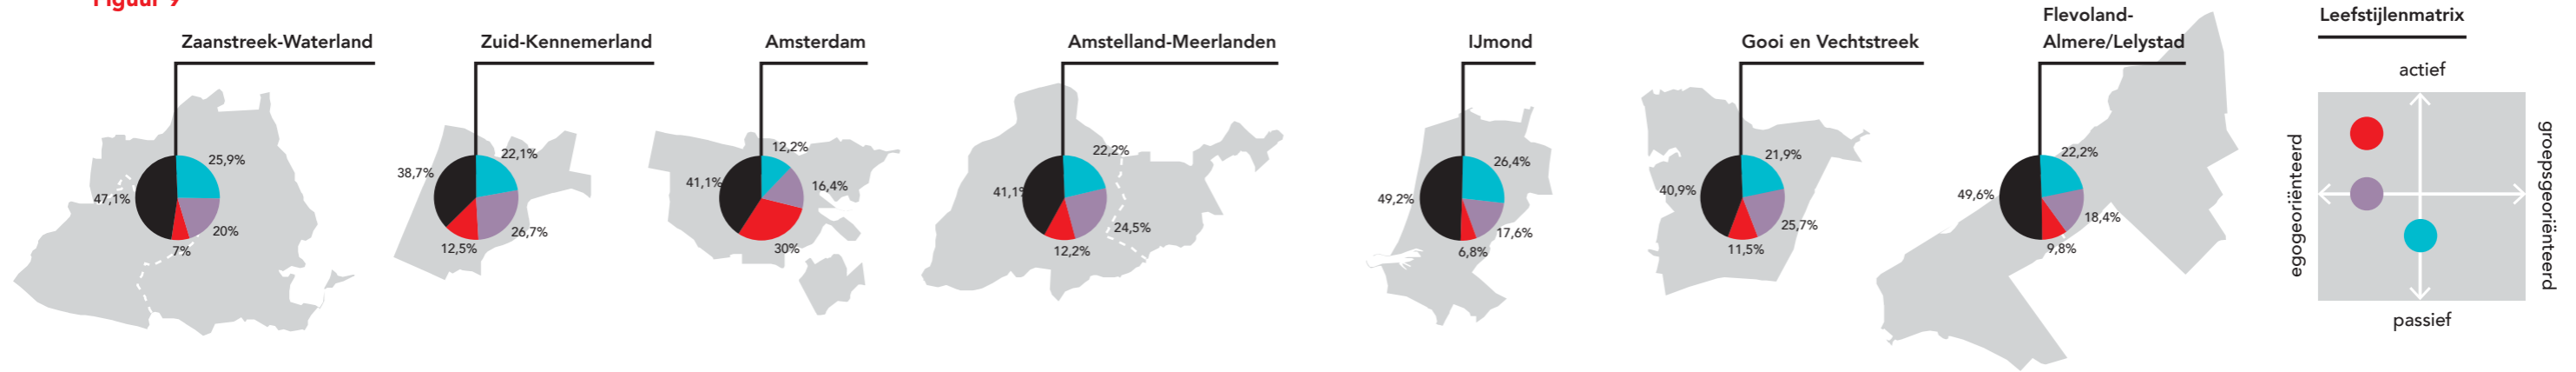 Figuur 9
Zaanstreek-Waterland
25,9%
20%
7%
47,1%
Zuid-Kennemerland
22,1%
26,7%
12,5%
38,7%
Amsterdam
12,2%
16,4%
30%
41,1%
Amstelland-Meerlanden
22,2%
24,5%
12,2%
41,1%
IJmond
26,4%
17,6%
6,8%
49,2%
Gooi en Vechtstreek
21,9%
25,7%
11,5%
40,9%
Flevoland-
Almere/Lelystad
22,2%
18,4%
9,8%
49,6%
Leefstijlenmatrix
actief
egogeoriënteerd
groepsgeoriënteerd
passief